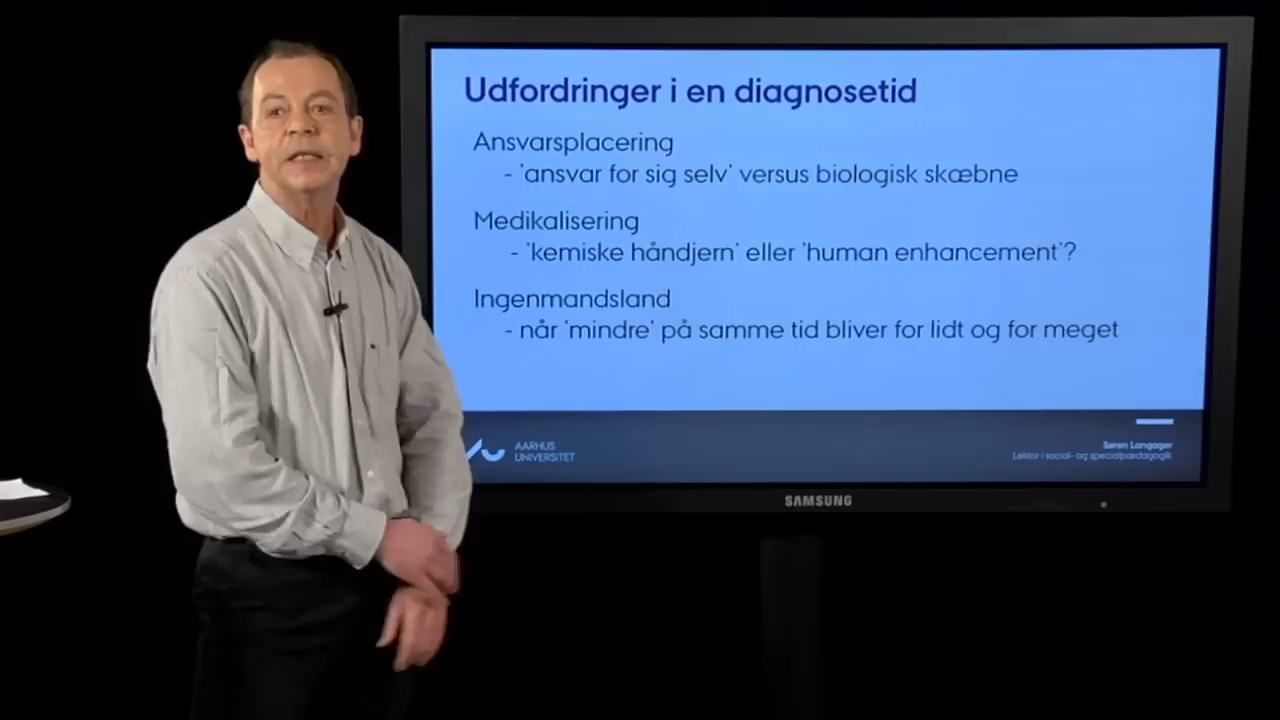 Udfordringer i en diagnosetid
Ansvarsplacering
- 'ansvar for sig selv' versus biologisk skæbne
Medikalisering
- 'kemiske håndjern' eller 'human enhancement'?
Ingenmandsland
- når 'mindre' på samme tid bliver for lidt og for meget
AARHUS
UNIVERSITET
Søren Langager
Lektor i social- og specialpædagogik
SAMSUNG